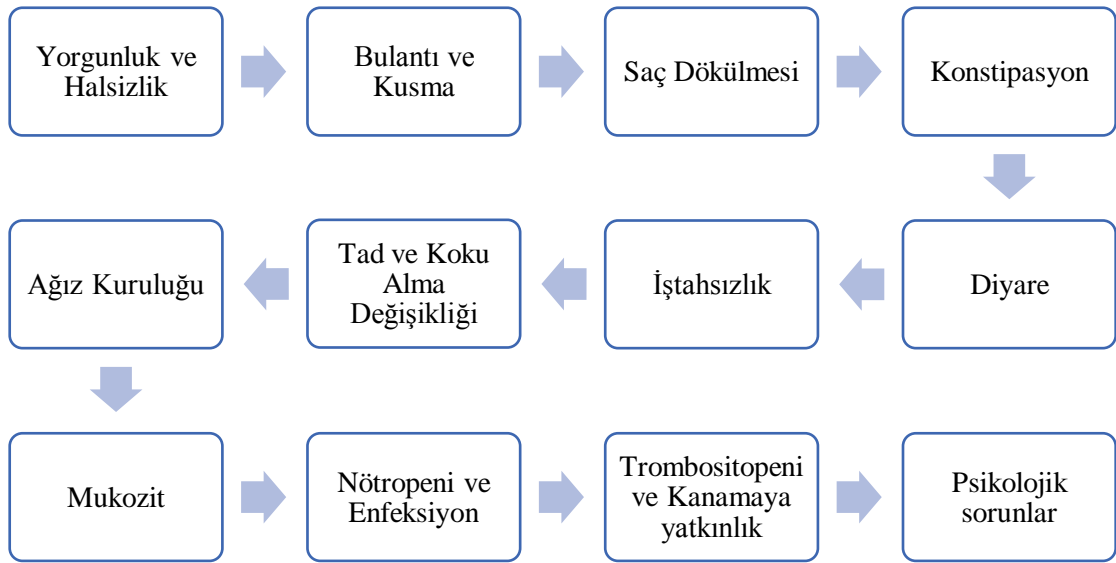 Yorgunluk ve
Halsizlik
Bulantı ve
Kusma
Saç Dökülmesi
Konstipasyon
Diyare
İştahsızlık
Tad ve Koku
Alma
Değişikliği
Ağız Kuruluğu
Mukozit
Nötropeni ve
Enfeksiyon
Trombositopeni
ve Kanamaya
yatkınlık
Psikolojik
sorunlar